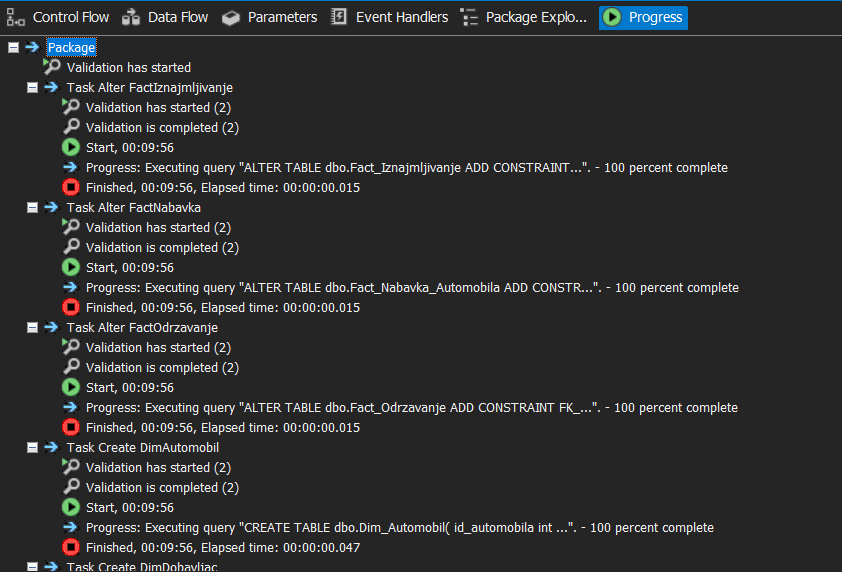 Control Flow Data Flow Parameters Event Handlers Package Explo... Progress
Package
Validation has started
Task Alter FactIznajmljivanje
Validation has started (2)
Validation is completed (2)
Start, 00:09:56
Progress: Executing query "ALTER TABLE dbo.Fact_Iznajmljivanje ADD CONSTRAINT...". - 100 percent complete
Finished, 00:09:56, Elapsed time: 00:00:00.015
Task Alter FactNabavka
Validation has started (2)
Validation is completed (2)
Start, 00:09:56
Progress: Executing query "ALTER TABLE dbo.Fact_Nabavka_Automobila ADD CONSTR...". - 100 percent complete
Finished, 00:09:56, Elapsed time: 00:00:00.015
Task Alter FactOdrzavanje
Validation has started (2)
Validation is completed (2)
Start, 00:09:56
Progress: Executing query "ALTER TABLE dbo.Fact_Odrzavanje ADD CONSTRAINT FK_...". - 100 percent complete
Finished, 00:09:56, Elapsed time: 00:00:00.015
Task Create DimAutomobil
Validation has started (2)
Validation is completed (2)
Start, 00:09:56
Progress: Executing query "CREATE TABLE dbo.Dim_Automobil( id_automobila int ...". - 100 percent complete
Finished, 00:09:56, Elapsed time: 00:00:00.047
Task Create DimDobavljac